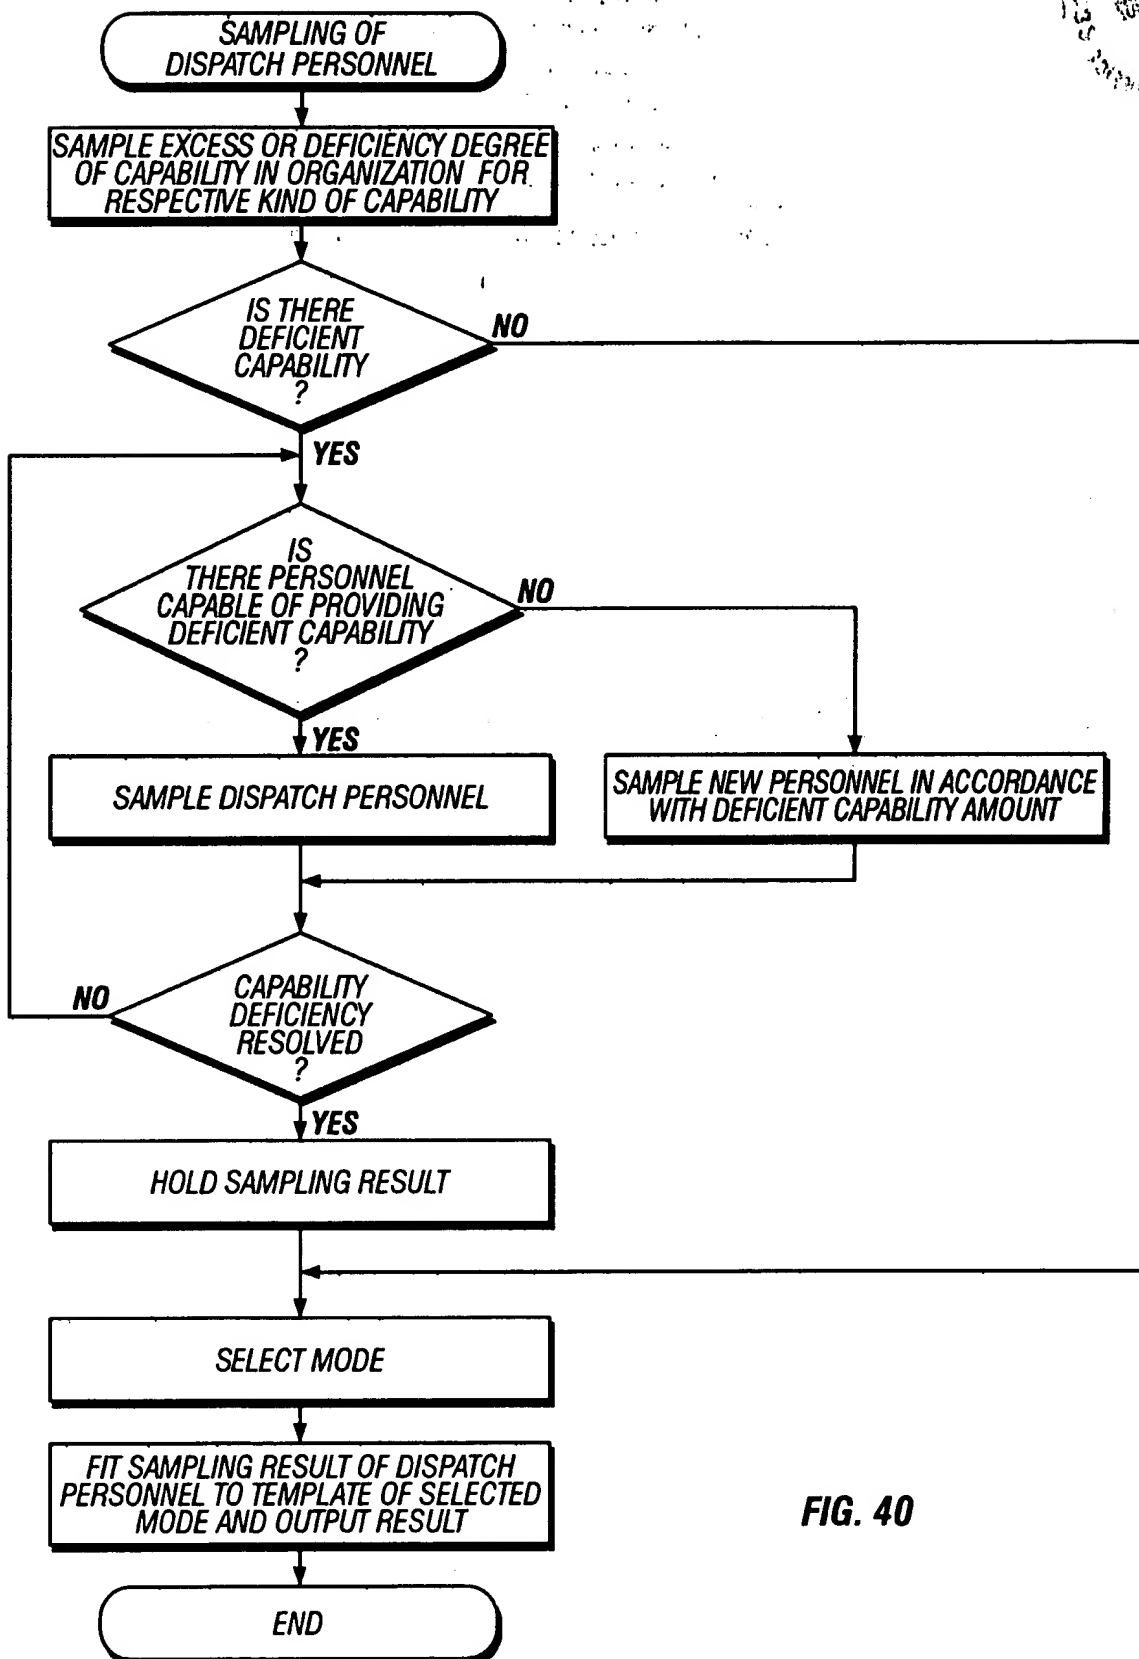 SAMPLING OF
DISPATCH PERSONNEL
SAMPLE EXCESS OR DEFICIENCY DEGREE
OF CAPABILITY IN ORGANIZATION FOR
RESPECTIVE KIND OF CAPABILITY
IS THERE
DEFICIENT
CAPABILITY
?
NO
YES
IS
THERE PERSONNEL
CAPABLE OF PROVIDING
DEFICIENT CAPABILITY
?
NO
YES
SAMPLE DISPATCH PERSONNEL
SAMPLE NEW PERSONNEL IN ACCORDANCE
WITH DEFICIENT CAPABILITY AMOUNT
CAPABILITY
DEFICIENCY
RESOLVED
?
NO
YES
HOLD SAMPLING RESULT
SELECT MODE
FIT SAMPLING RESULT OF DISPATCH
PERSONNEL TO TEMPLATE OF SELECTED
MODE AND OUTPUT RESULT
FIG. 40
END